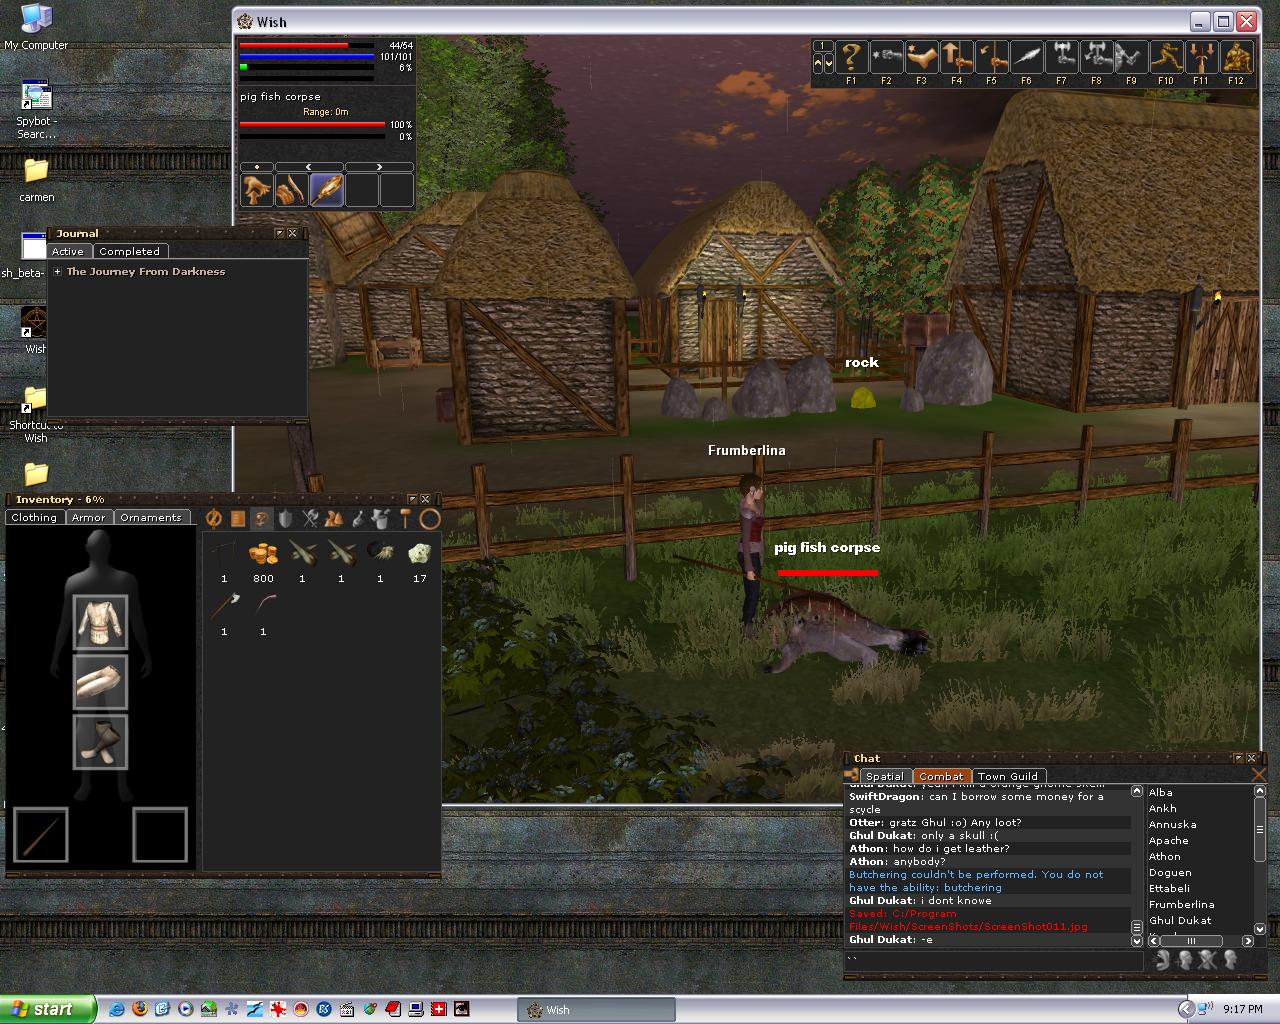 My Computer
Spybot -
Searc...
carmen
sh_beta-
Wish
Shortcut to
Wish
Wish
44/54
101/101
6%
pig fish corpse
Range: 0m
100%
0%
1
F1
F2
F3
F4
F5
F6
F7
F8
F9
F10
F11
F12
Journal
Active
Completed
The Journey From Darkness
rock
Frumberlina
pig fish corpse
Inventory - 6%
Clothing
Armor
Ornaments
1
800
1
1
1
17
1
1
Chat
Spatial
Combat
Town Guild
SwiftDragon: can I borrow some money for a
scycle
Otter: gratz Ghul :o) Any loot?
Ghul Dukat: only a skull :(
Athon: how do i get leather?
Athon: anybody?
Butchering couldn't be performed. You do not
have the ability: butchering
Ghul Dukat: i dont knowe
Saved: C:/Program
Files/Wish/ScreenShots/ScreenShot011.jpg
Ghul Dukat: -e
``
Alba
Ankh
Annuska
Apache
Athon
Doguen
Ettabeli
Frumberlina
Ghul Dukat
start
Wish
9:17 PM